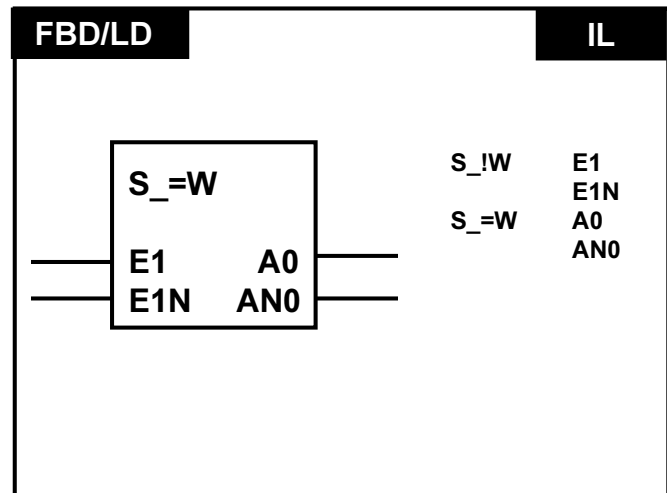 FBD/LD IL
S_=W
E1 A0
E1N AN0
S_!W E1
E1N
S_=W A0
AN0